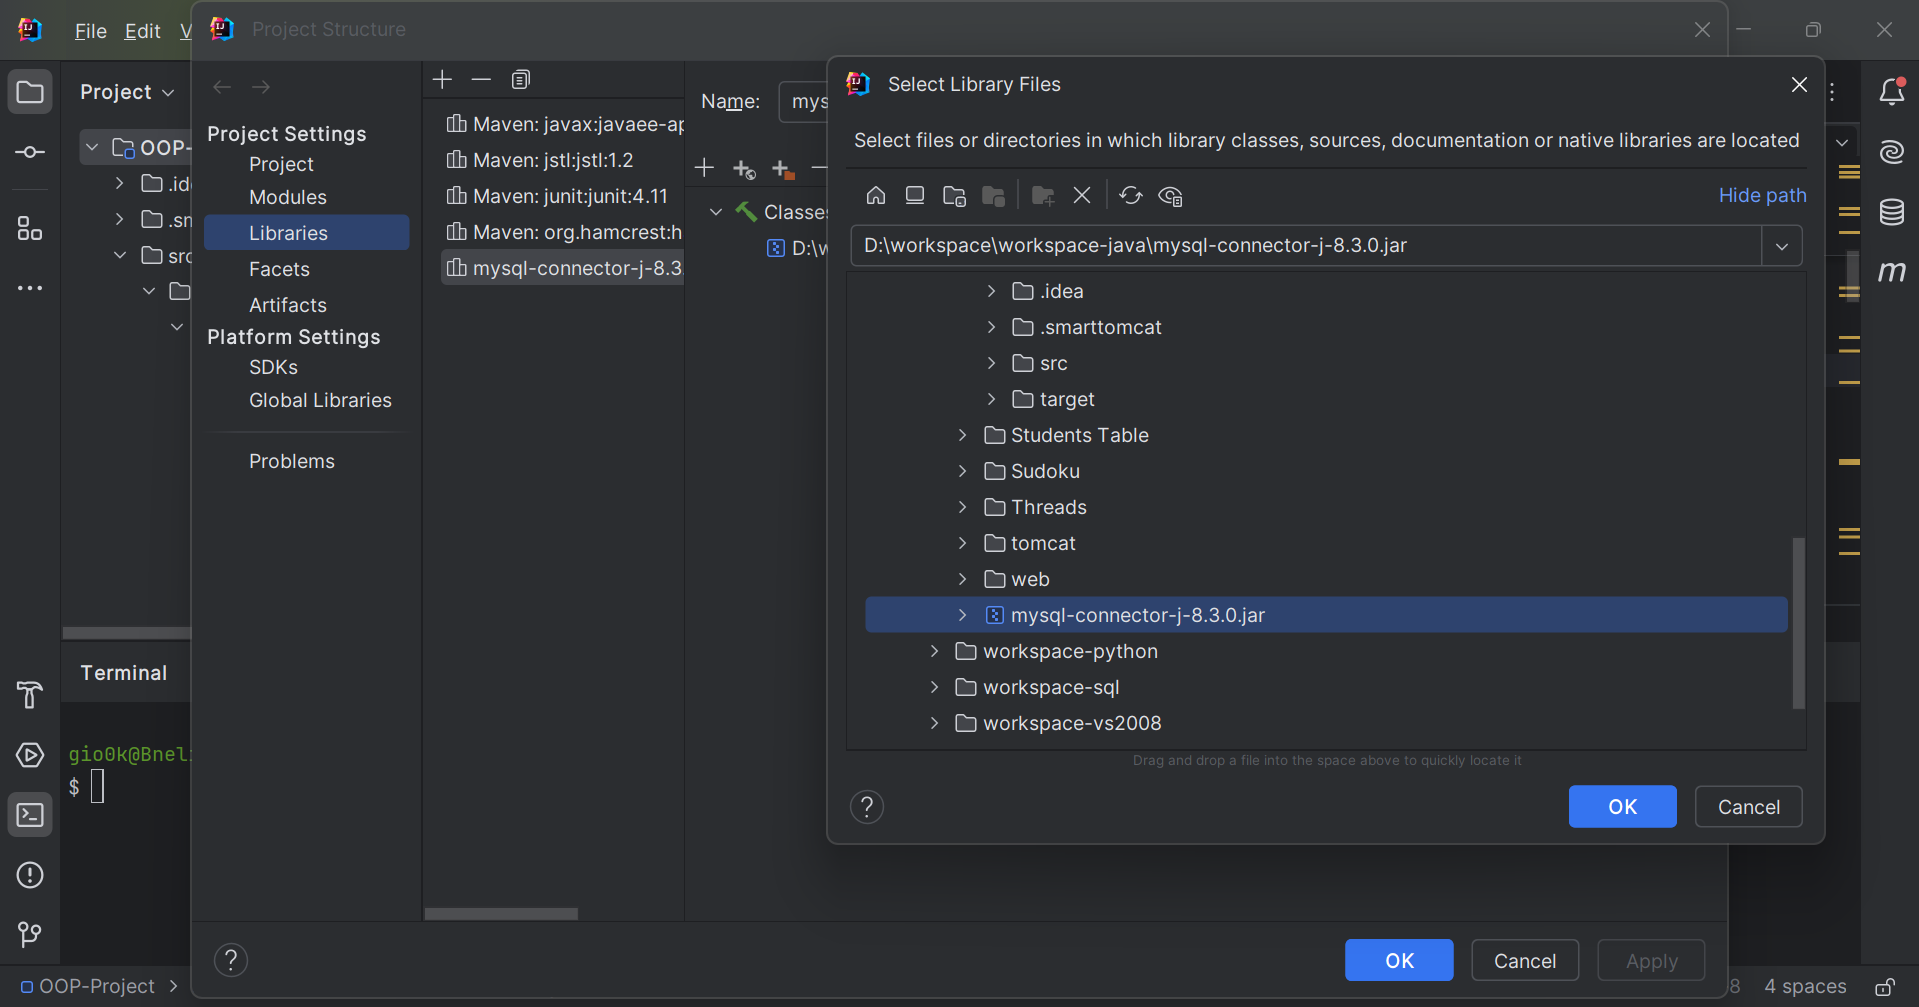 File Edit V
Project Structure
Project
OOP-
.id
.sm
src
Terminal
gio0k@Bneli
$
OOP-Project
Project Settings
Project
Modules
Libraries
Facets
Artifacts
Platform Settings
SDKs
Global Libraries
Problems
Maven: javax:javaee-ap
Maven: jstl:jstl:1.2
Maven: junit:junit:4.11
Maven: org.hamcrest:h
mysql-connector-j-8.3.
Name: mys
Classes
D:\w
Select Library Files
Select files or directories in which library classes, sources, documentation or native libraries are located
Hide path
D:\workspace\workspace-java\mysql-connector-j-8.3.0.jar
.idea
.smarttomcat
src
target
Students Table
Sudoku
Threads
tomcat
web
mysql-connector-j-8.3.0.jar
workspace-python
workspace-sql
workspace-vs2008
Drag and drop a file into the space above to quickly locate it
? OK Cancel
? OK Cancel Apply
8 4 spaces
m